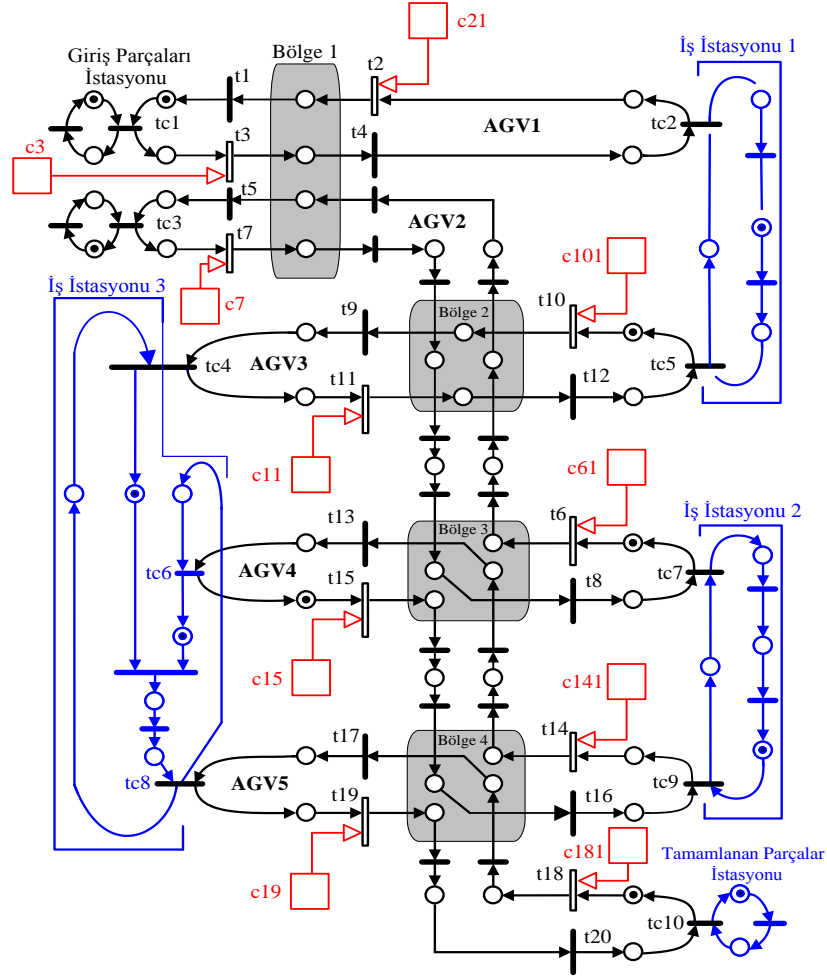 c21
Bölge 1
Giriş Parçaları
İstasyonu
İş İstasyonu 1
t1
t2
tc1
AGV1
tc2
c3
t3
t4
t5
tc3
AGV2
t7
c101
İş İstasyonu 3
c7
t9
Bölge 2
t10
tc4
AGV3
tc5
t11
t12
c11
c61
t13
Bölge 3
t6
İş İstasyonu 2
tc6
AGV4
tc7
t15
t8
c15
c141
t17
Bölge 4
t14
tc8
AGV5
tc9
t19
t16
c181
Tamamlanan Parçalar
İstasyonu
c19
t18
tc10
t20